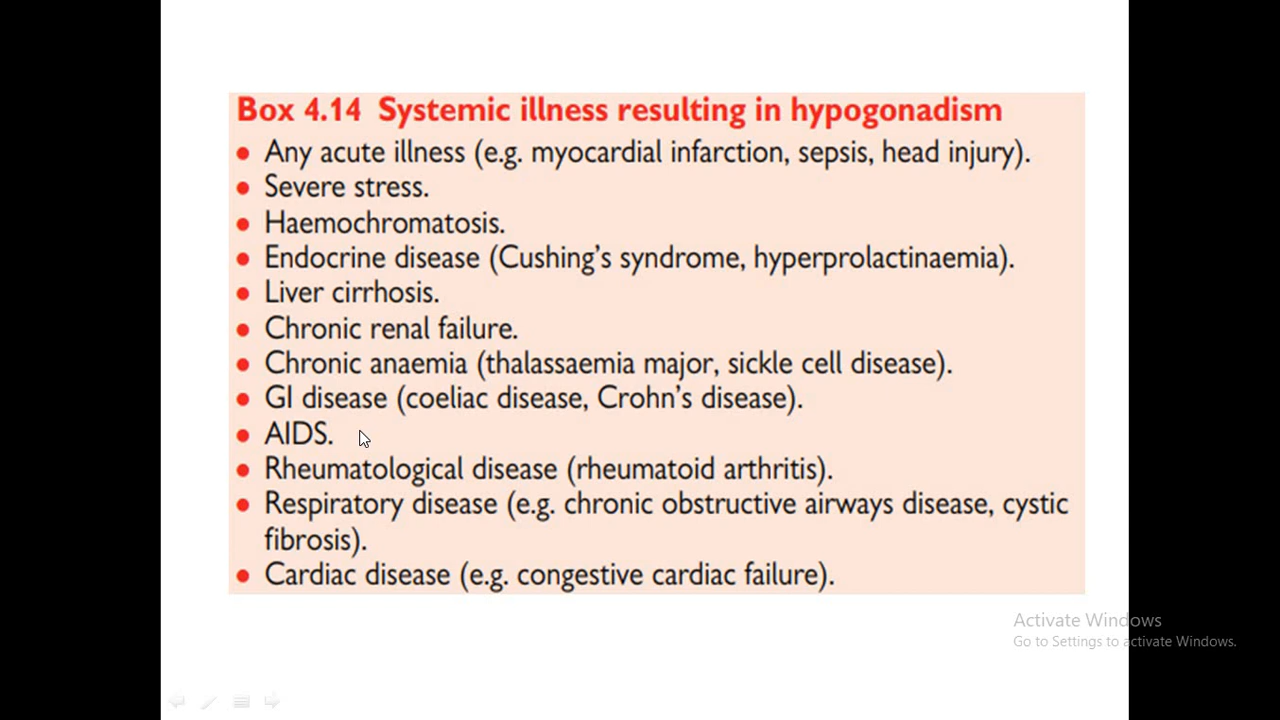 Box 4.14 Systemic illness resulting in hypogonadism
• Any acute illness (e.g. myocardial infarction, sepsis, head injury).
• Severe stress.
• Haemochromatosis.
• Endocrine disease (Cushing's syndrome, hyperprolactinaemia).
• Liver cirrhosis.
• Chronic renal failure.
• Chronic anaemia (thalassaemia major, sickle cell disease).
• GI disease (coeliac disease, Crohn's disease).
• AIDS.
• Rheumatological disease (rheumatoid arthritis).
• Respiratory disease (e.g. chronic obstructive airways disease, cystic
fibrosis).
• Cardiac disease (e.g. congestive cardiac failure).
Activate Windows
Go to Settings to activate Windows.